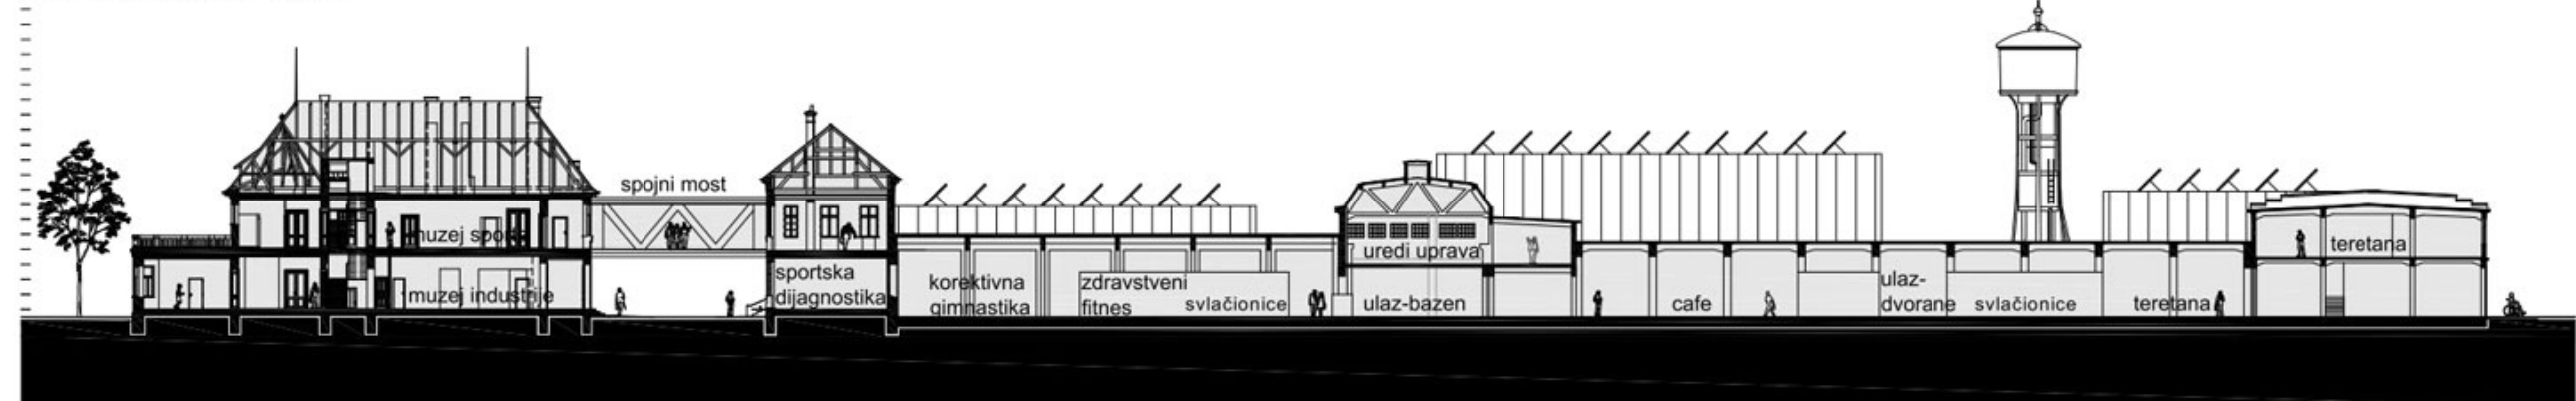 spojni most
muzej sporta
muzej industrije
sportska
dijagnostika
korektivna
gimnastika
zdravstveni
fitnes
svlačionice
uredi uprava
ulaz-bazen
cafe
ulaz-
dvorane
svlačionice
teretana
teretana